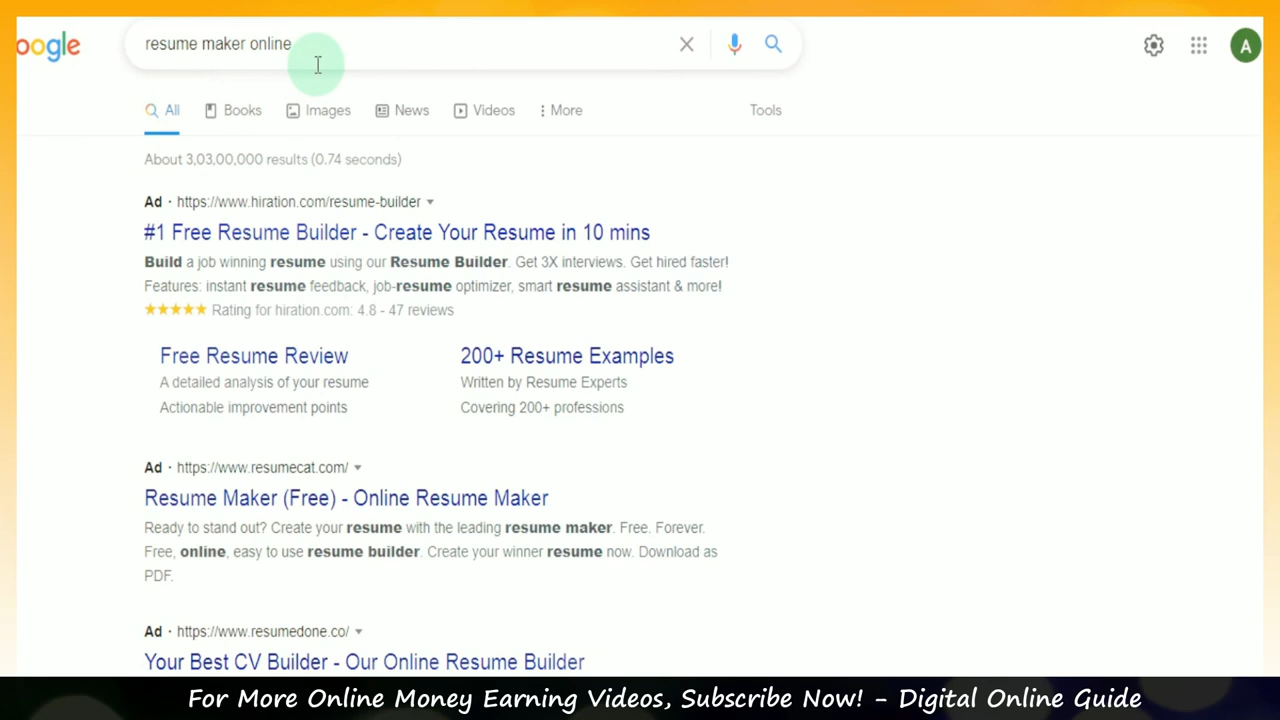 oogle
resume maker online
A
All Books Images News Videos More Tools
About 3,03,00,000 results (0.74 seconds)
Ad · https://www.hiration.com/resume-builder
#1 Free Resume Builder - Create Your Resume in 10 mins
Build a job winning resume using our Resume Builder. Get 3X interviews. Get hired faster!
Features: instant resume feedback, job-resume optimizer, smart resume assistant & more!
Rating for hiration.com: 4.8 - 47 reviews
Free Resume Review
A detailed analysis of your resume
Actionable improvement points
200+ Resume Examples
Written by Resume Experts
Covering 200+ professions
Ad · https://www.resumecat.com/
Resume Maker (Free) - Online Resume Maker
Ready to stand out? Create your resume with the leading resume maker. Free. Forever.
Free, online, easy to use resume builder. Create your winner resume now. Download as
PDF.
Ad · https://www.resumedone.co/
Your Best CV Builder - Our Online Resume Builder
For More Online Money Earning Videos, Subscribe Now! - Digital Online Guide